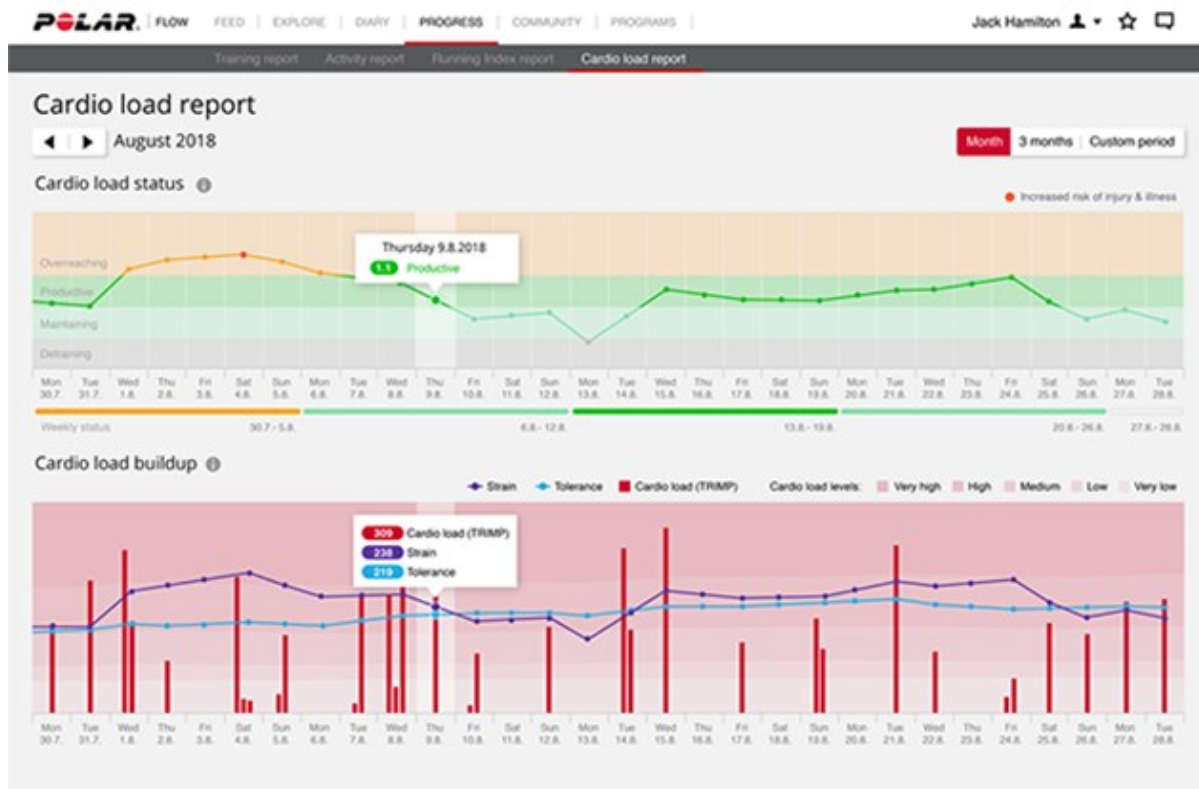 POLAR. FLOW FEED EXPLORE DIARY PROGRESS COMMUNITY PROGRAMS Jack Hamilton
Training report Activity report Running Index report Cardio load report
Cardio load report
August 2018 Month 3 months Custom period
Cardio load status
Increased risk of injury & illness
Thursday 9.8.2018
1.1 Productive
Overreaching
Productive
Maintaining
Detraining
Mon Tue Wed Thu Fri Sat Sun Mon Tue Wed Thu Fri Sat Sun Mon Tue Wed Thu Fri Sat Sun Mon Tue Wed Thu Fri Sat Sun Mon Tue
30.7. 31.7. 1.8. 2.8. 3.8. 4.8. 5.8. 6.8. 7.8. 8.8. 9.8. 10.8. 11.8. 12.8. 13.8. 14.8. 15.8. 16.8. 17.8. 18.8. 19.8. 20.8. 21.8. 22.8. 23.8. 24.8. 25.8. 26.8. 27.8. 28.8.
Weekly status 30.7 - 5.8. 6.8. - 12.8. 13.8. - 19.8. 20.8. - 26.8. 27.8. - 28.8.
Cardio load buildup
Strain Tolerance Cardio load (TRIMP) Cardio load levels: Very high High Medium Low Very low
309 Cardio load (TRIMP)
238 Strain
219 Tolerance
Mon Tue Wed Thu Fri Sat Sun Mon Tue Wed Thu Fri Sat Sun Mon Tue Wed Thu Fri Sat Sun Mon Tue Wed Thu Fri Sat Sun Mon Tue
30.7. 31.7. 1.8. 2.8. 3.8. 4.8. 5.8. 6.8. 7.8. 8.8. 9.8. 10.8. 11.8. 12.8. 13.8. 14.8. 15.8. 16.8. 17.8. 18.8. 19.8. 20.8. 21.8. 22.8. 23.8. 24.8. 25.8. 26.8. 27.8. 28.8.